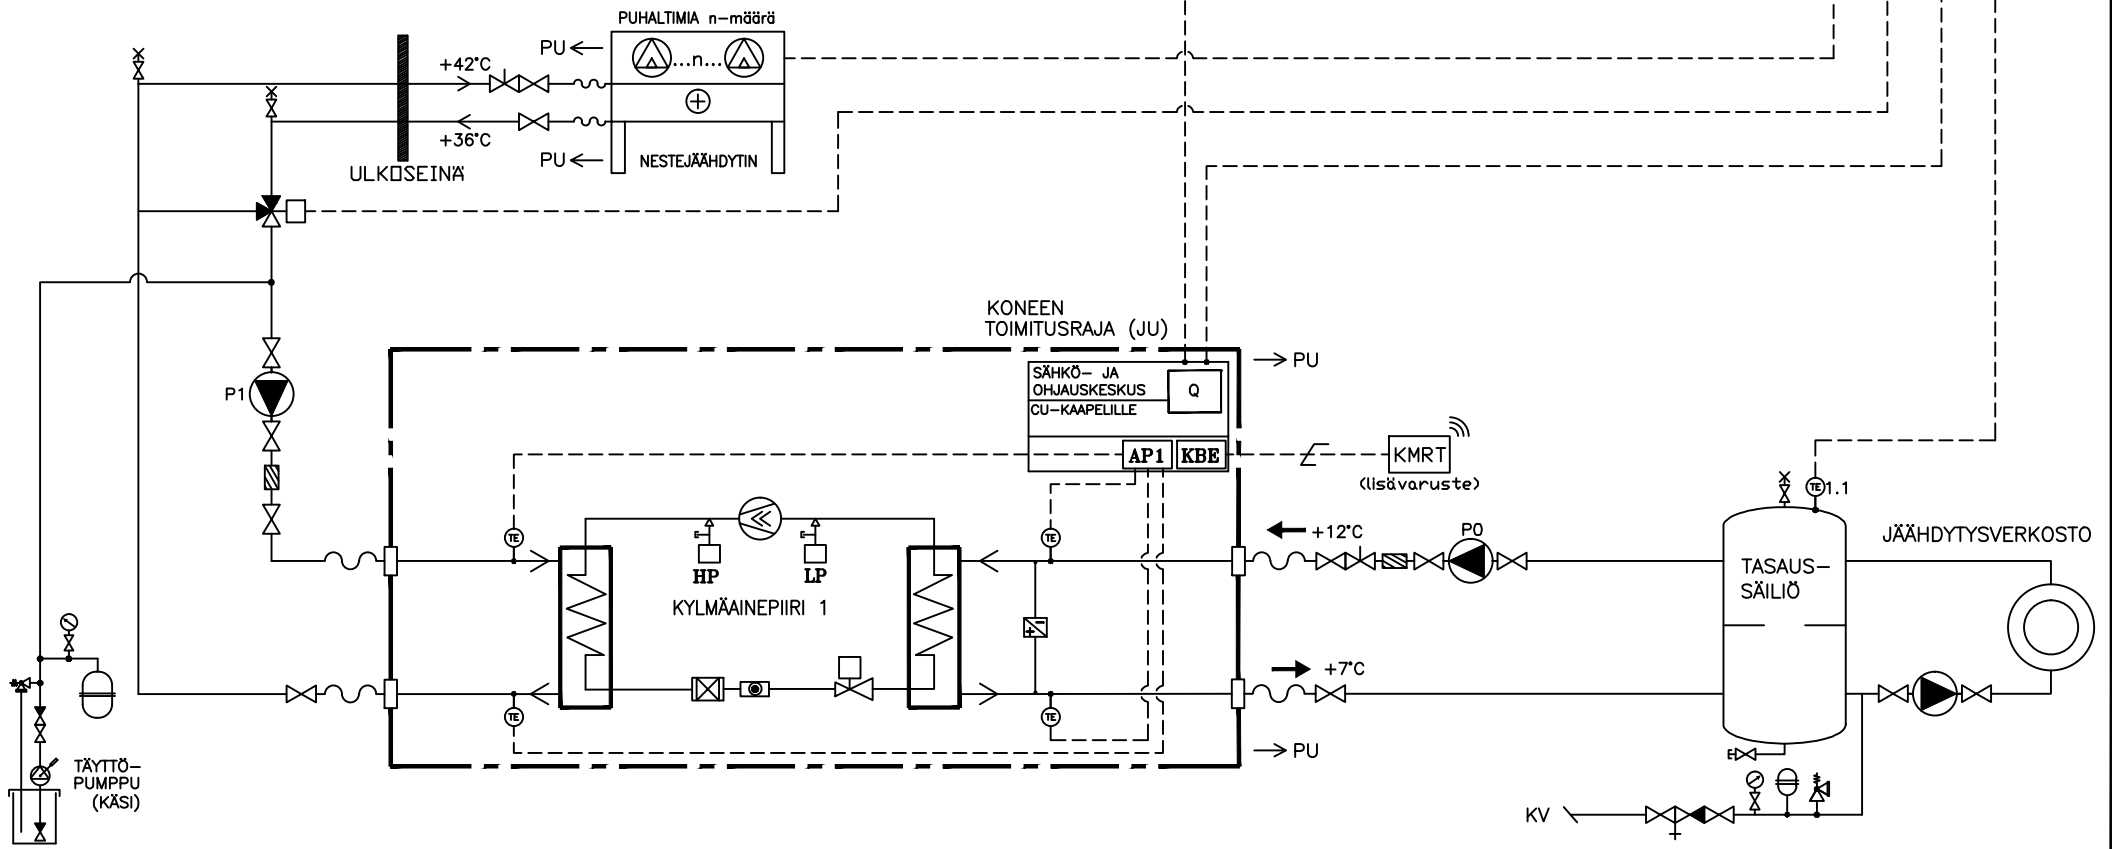 PUHALTIMIA n-määrä
PU
...n...
+42°C
+36°C
PU
NESTEJÄÄHDYTIN
ULKOSEINÄ
KONEEN
TOIMITUSRAJA (JU)
PU
SÄHKÖ- JA
OHJAUSKESKUS
Q
CU-KAAPELILLE
P1
AP1
KBE
KMRT
(lisävaruste)
TE
1.1
TE
TE
+12°C
P0
JÄÄHDYTYSVERKOSTO
HP
LP
TASAUS-
SÄILIÖ
KYLMÄAINEPIIRI 1
+7°C
TE
TE
PU
TÄYTTÖ-
PUMPPU
(KÄSI)
KV